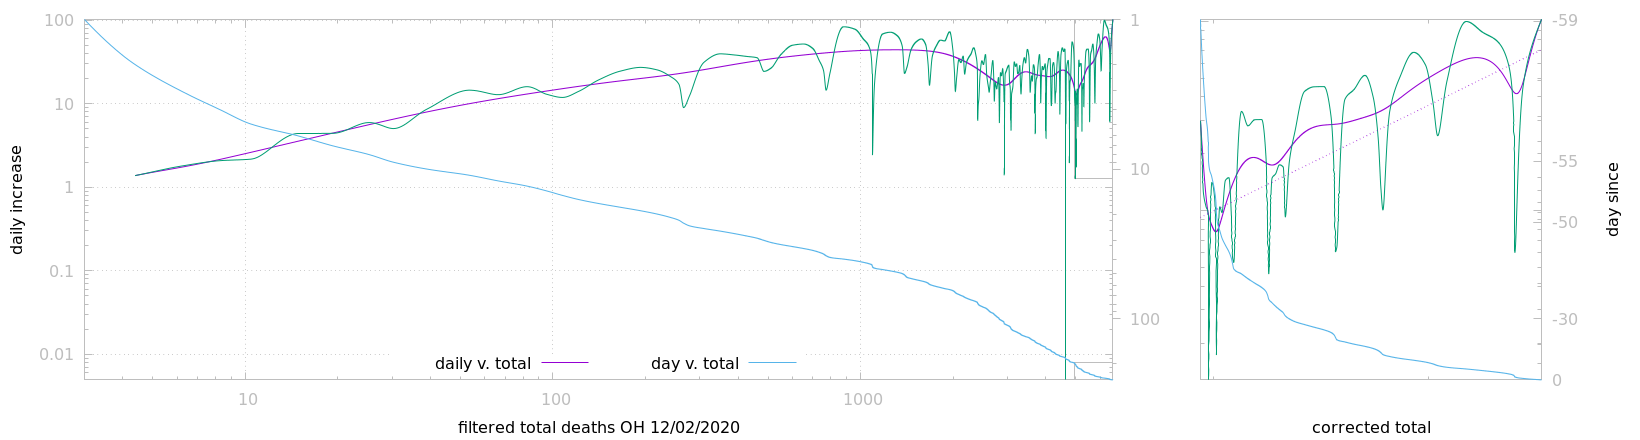 100
10
1
0.1
0.01
daily increase
daily v. total
day v. total
10
100
1000
filtered total deaths OH 12/02/2020
1
10
100
-59
-55
-50
-30
0
day since
corrected total